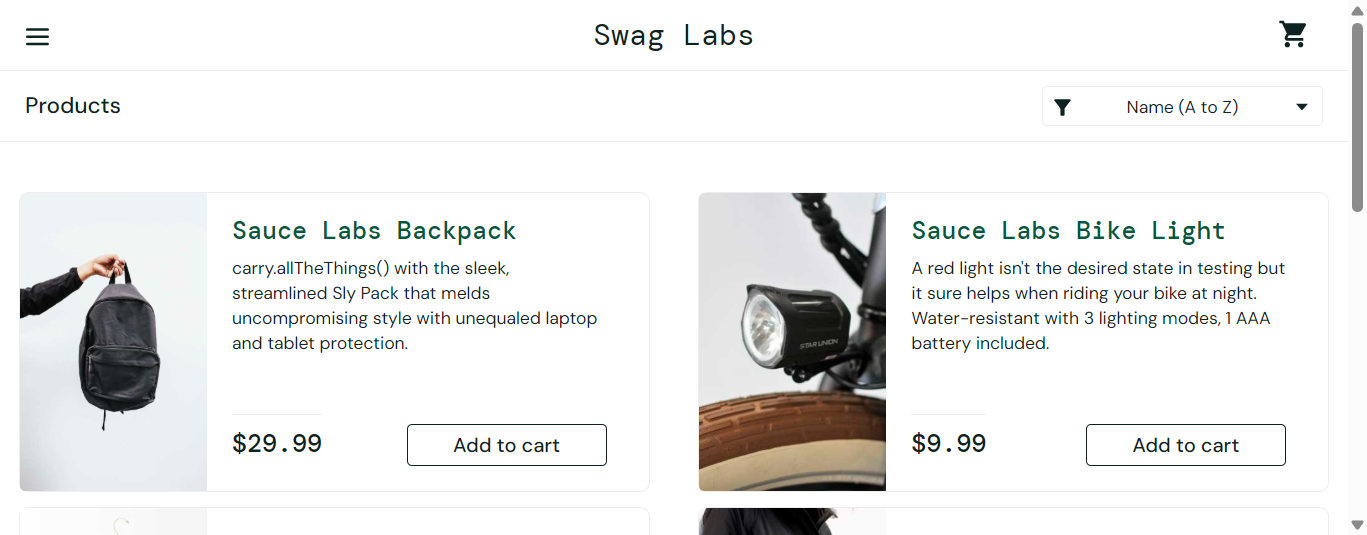 Swag Labs
Products
Name (A to Z)
Sauce Labs Backpack
carry.allTheThings() with the sleek,
streamlined Sly Pack that melds
uncompromising style with unequaled laptop
and tablet protection.
$29.99
Add to cart
Sauce Labs Bike Light
A red light isn't the desired state in testing but
it sure helps when riding your bike at night.
Water-resistant with 3 lighting modes, 1 AAA
battery included.
STAR UNION
$9.99
Add to cart